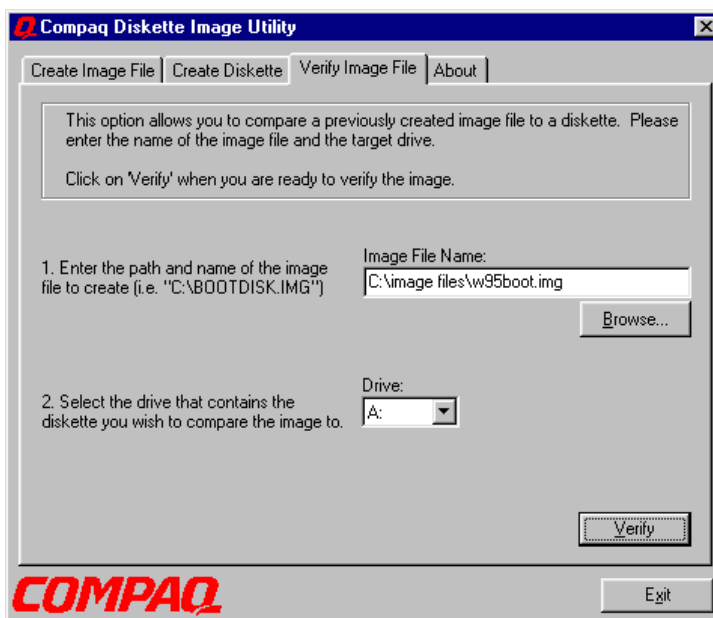 Compaq Diskette Image Utility
Create Image File Create Diskette Verify Image File About
This option allows you to compare a previously created image file to a diskette. Please
enter the name of the image file and the target drive.
Click on 'Verify' when you are ready to verify the image.
Image File Name:
1. Enter the path and name of the image
file to create (i.e. "C:\BOOTDISK.IMG")
C:\image files\w95boot.img
Browse...
Drive:
2. Select the drive that contains the
diskette you wish to compare the image to.
A:
Verify
COMPAQ
Exit